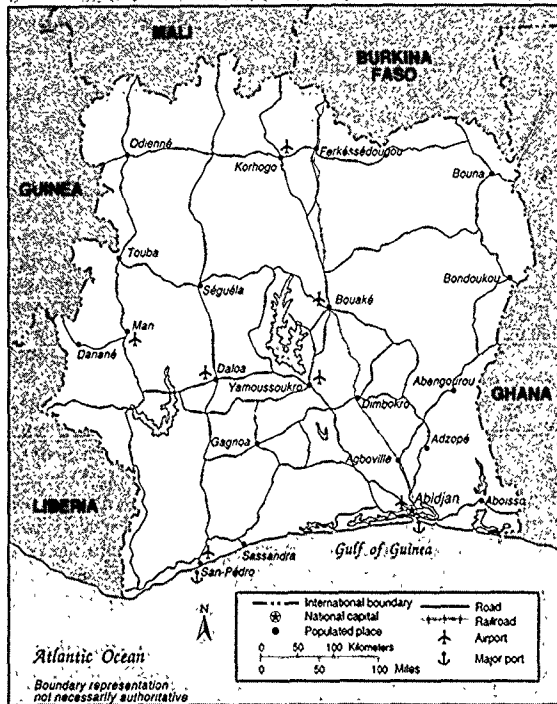 MALI
BURKINA
FASO
Odienné
Korhogo
Ferkéssédougou
GUINEA
Bouna
Touba
Séguéla
Bouaké
Bondoukou
Man
Danané
Daloa
Yamoussoukro
Abengourou
Dimbokro
GHANA
Gagnoa
Adzopé
Agboville
LIBERIA
Abidjan
Aboisso
Sassandra
Gulf of Guinea
San-Pédro
N
International boundary
Road
National capital
Railroad
Populated place
Airport
0 50 100 Kilometers
Major port
0 50 100 Miles
Atlantic Ocean
Boundary representation
not necessarily authoritative